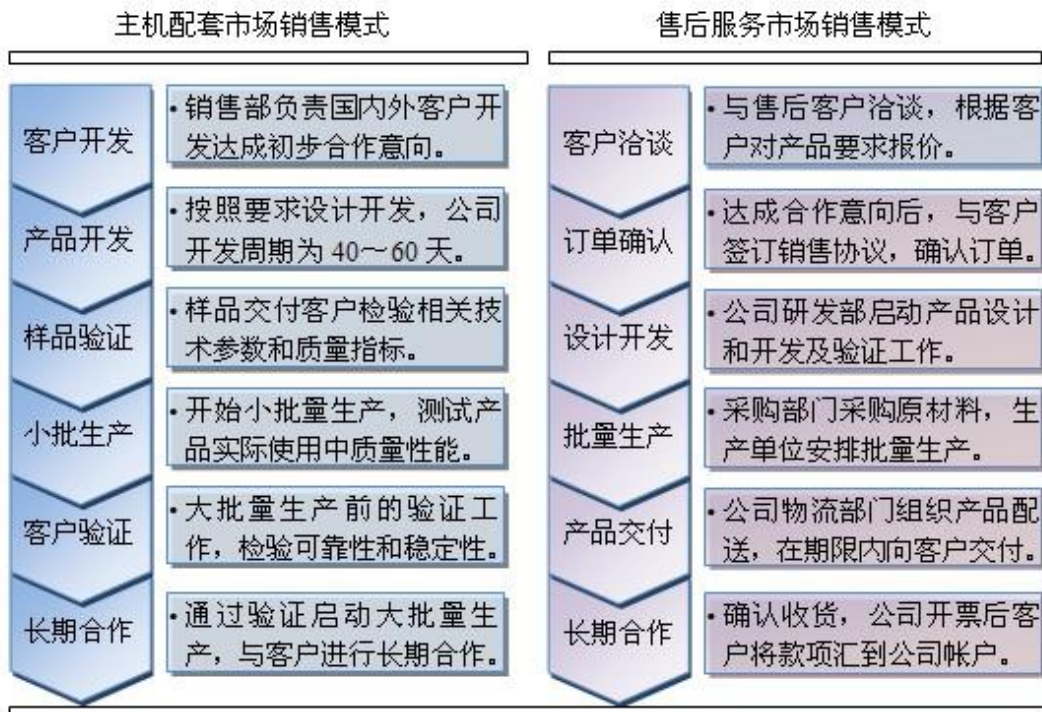 主机配套市场销售模式
客户开发
•销售部负责国内外客户开
发达成初步合作意向。
产品开发
•按照要求设计开发，公司
开发周期为 40～60 天。
样品验证
•样品交付客户检验相关技
术参数和质量指标。
小批生产
•开始小批量生产，测试产
品实际使用中质量性能。
客户验证
•大批量生产前的验证工
作，检验可靠性和稳定性。
长期合作
•通过验证启动大批量生
产，与客户进行长期合作。
售后服务市场销售模式
客户洽谈
•与售后客户洽谈，根据客
户对产品要求报价。
订单确认
•达成合作意向后，与客户
签订销售协议，确认订单。
设计开发
•公司研发部启动产品设计
和开发及验证工作。
批量生产
•采购部门采购原材料，生
产单位安排批量生产。
产品交付
•公司物流部门组织产品配
送，在期限内向客户交付。
长期合作
•确认收货，公司开票后客
户将款项汇到公司帐户。